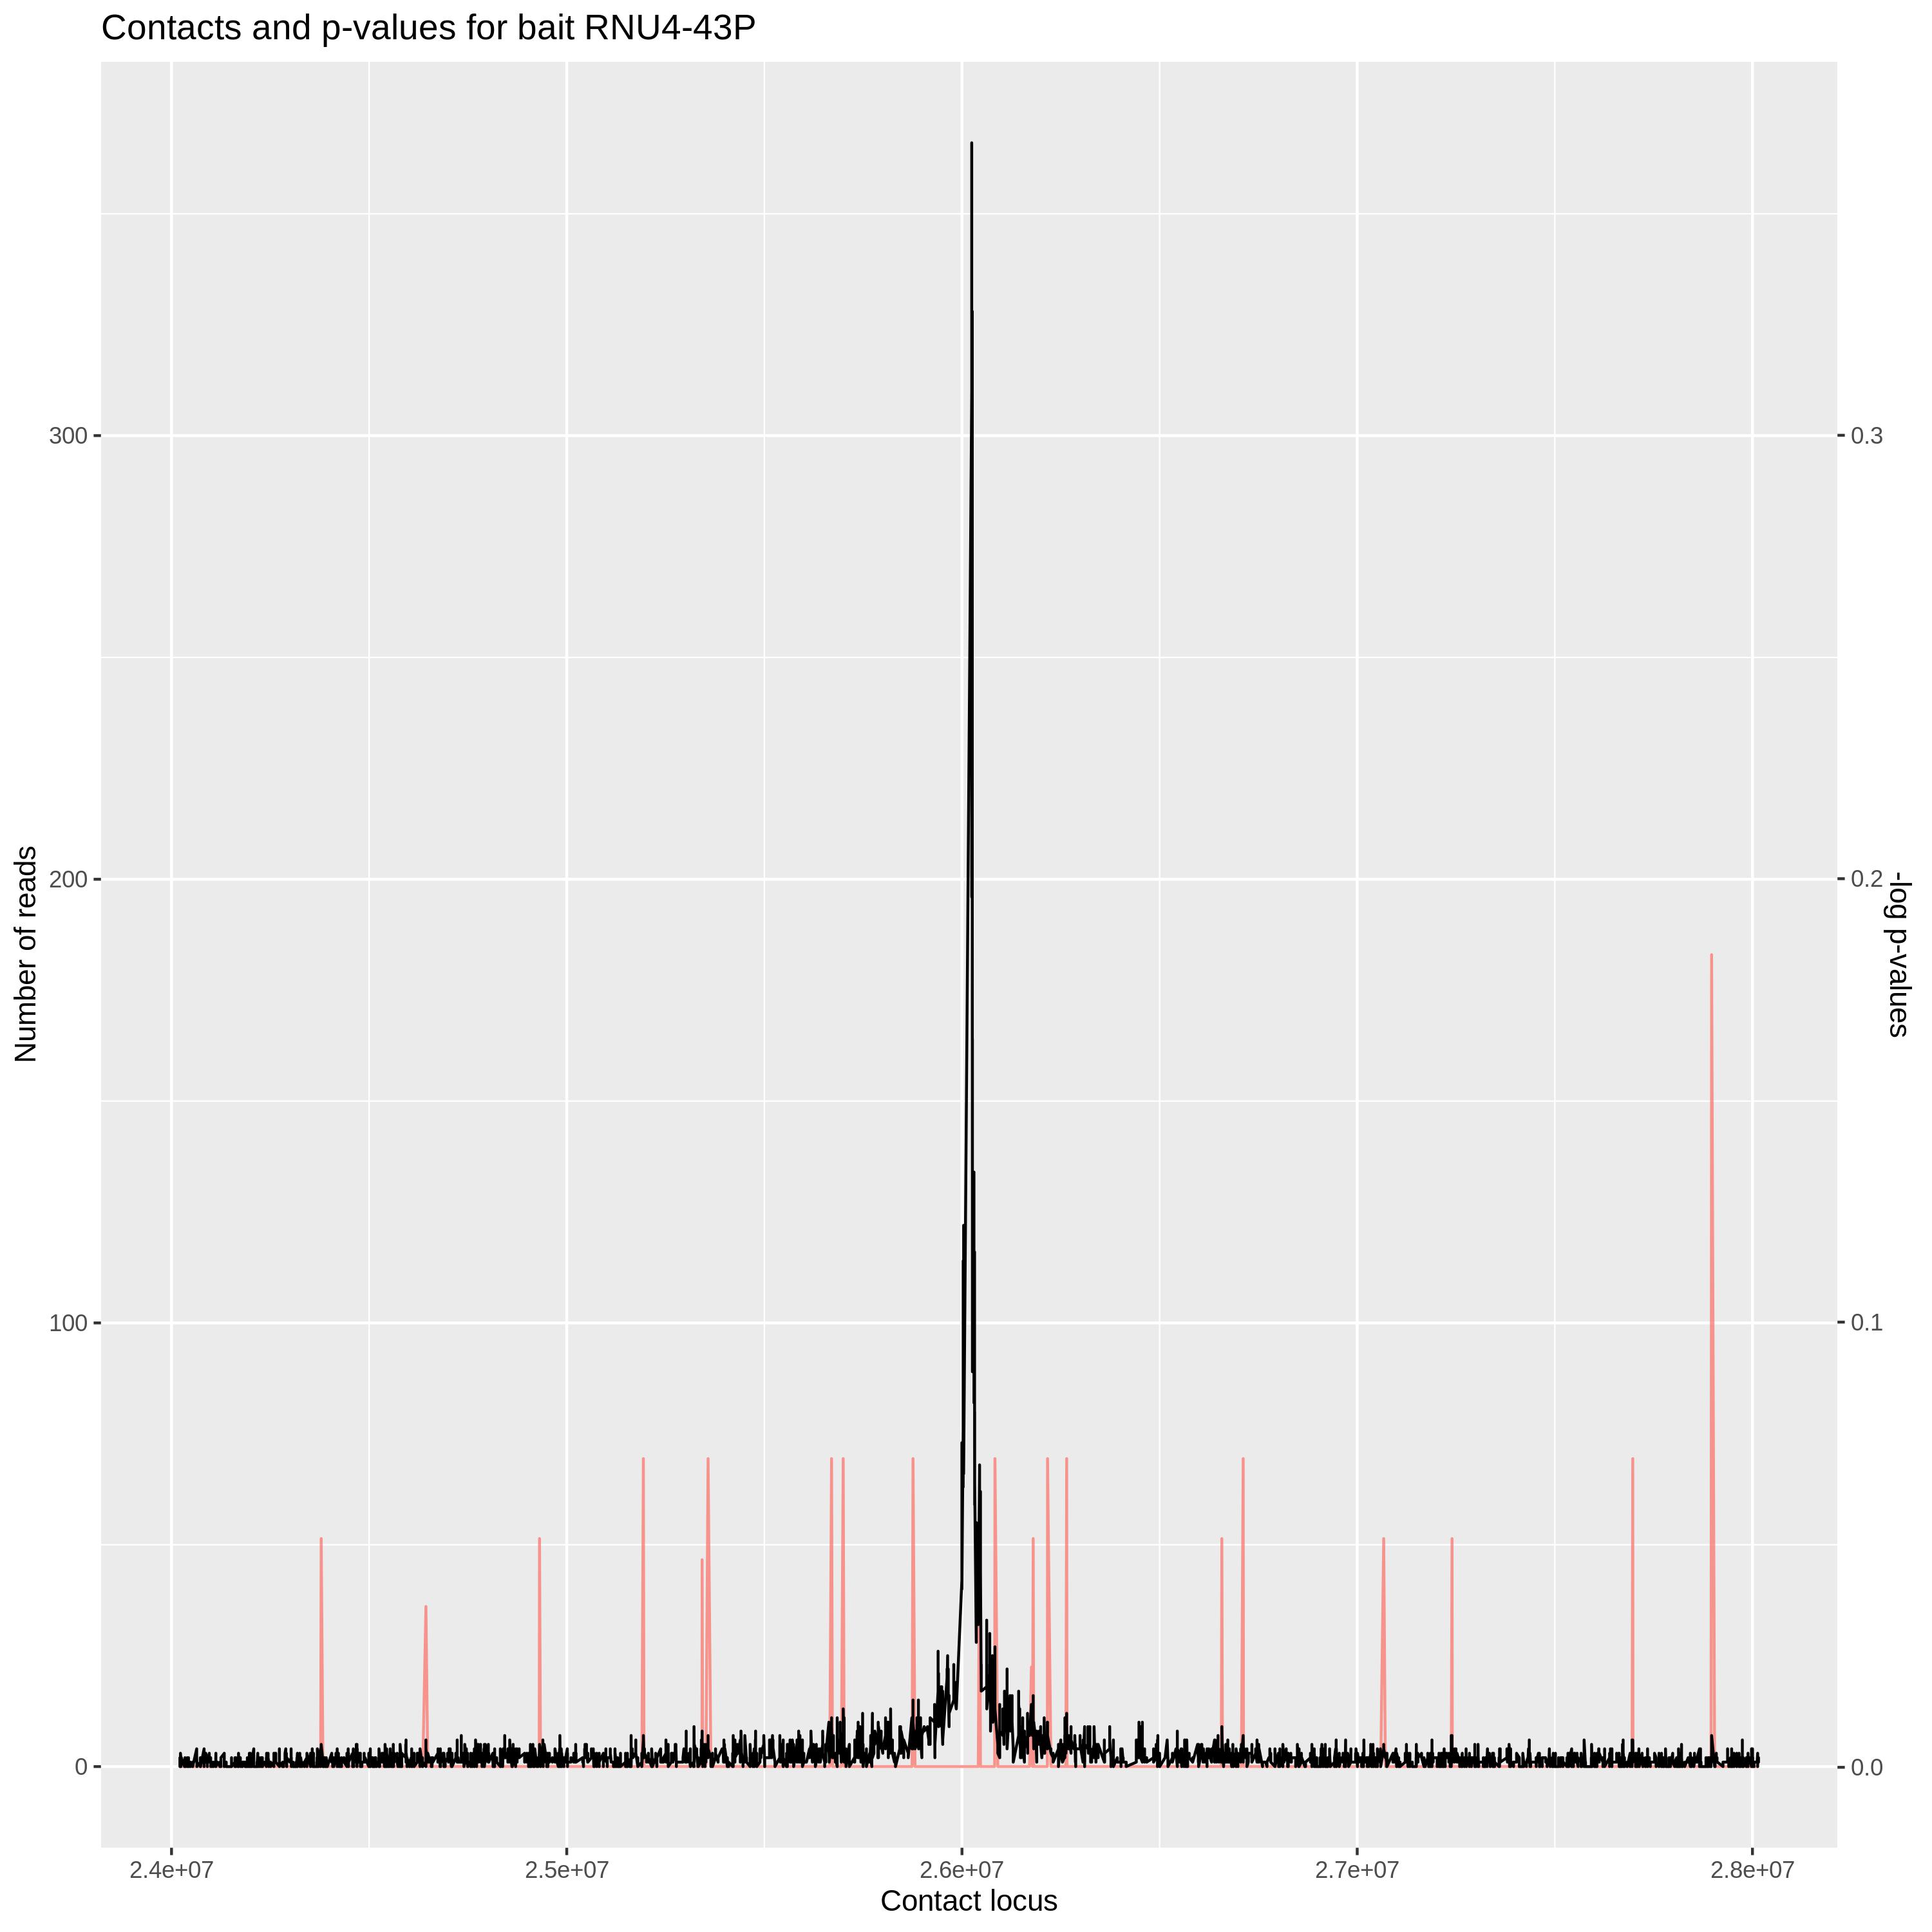 Contacts and p-values for bait RNU4-43P
300
200
100
0
0.3
0.2
0.1
0.0
Number of reads
-log p-values
2.4e+07
2.5e+07
2.6e+07
2.7e+07
2.8e+07
Contact locus